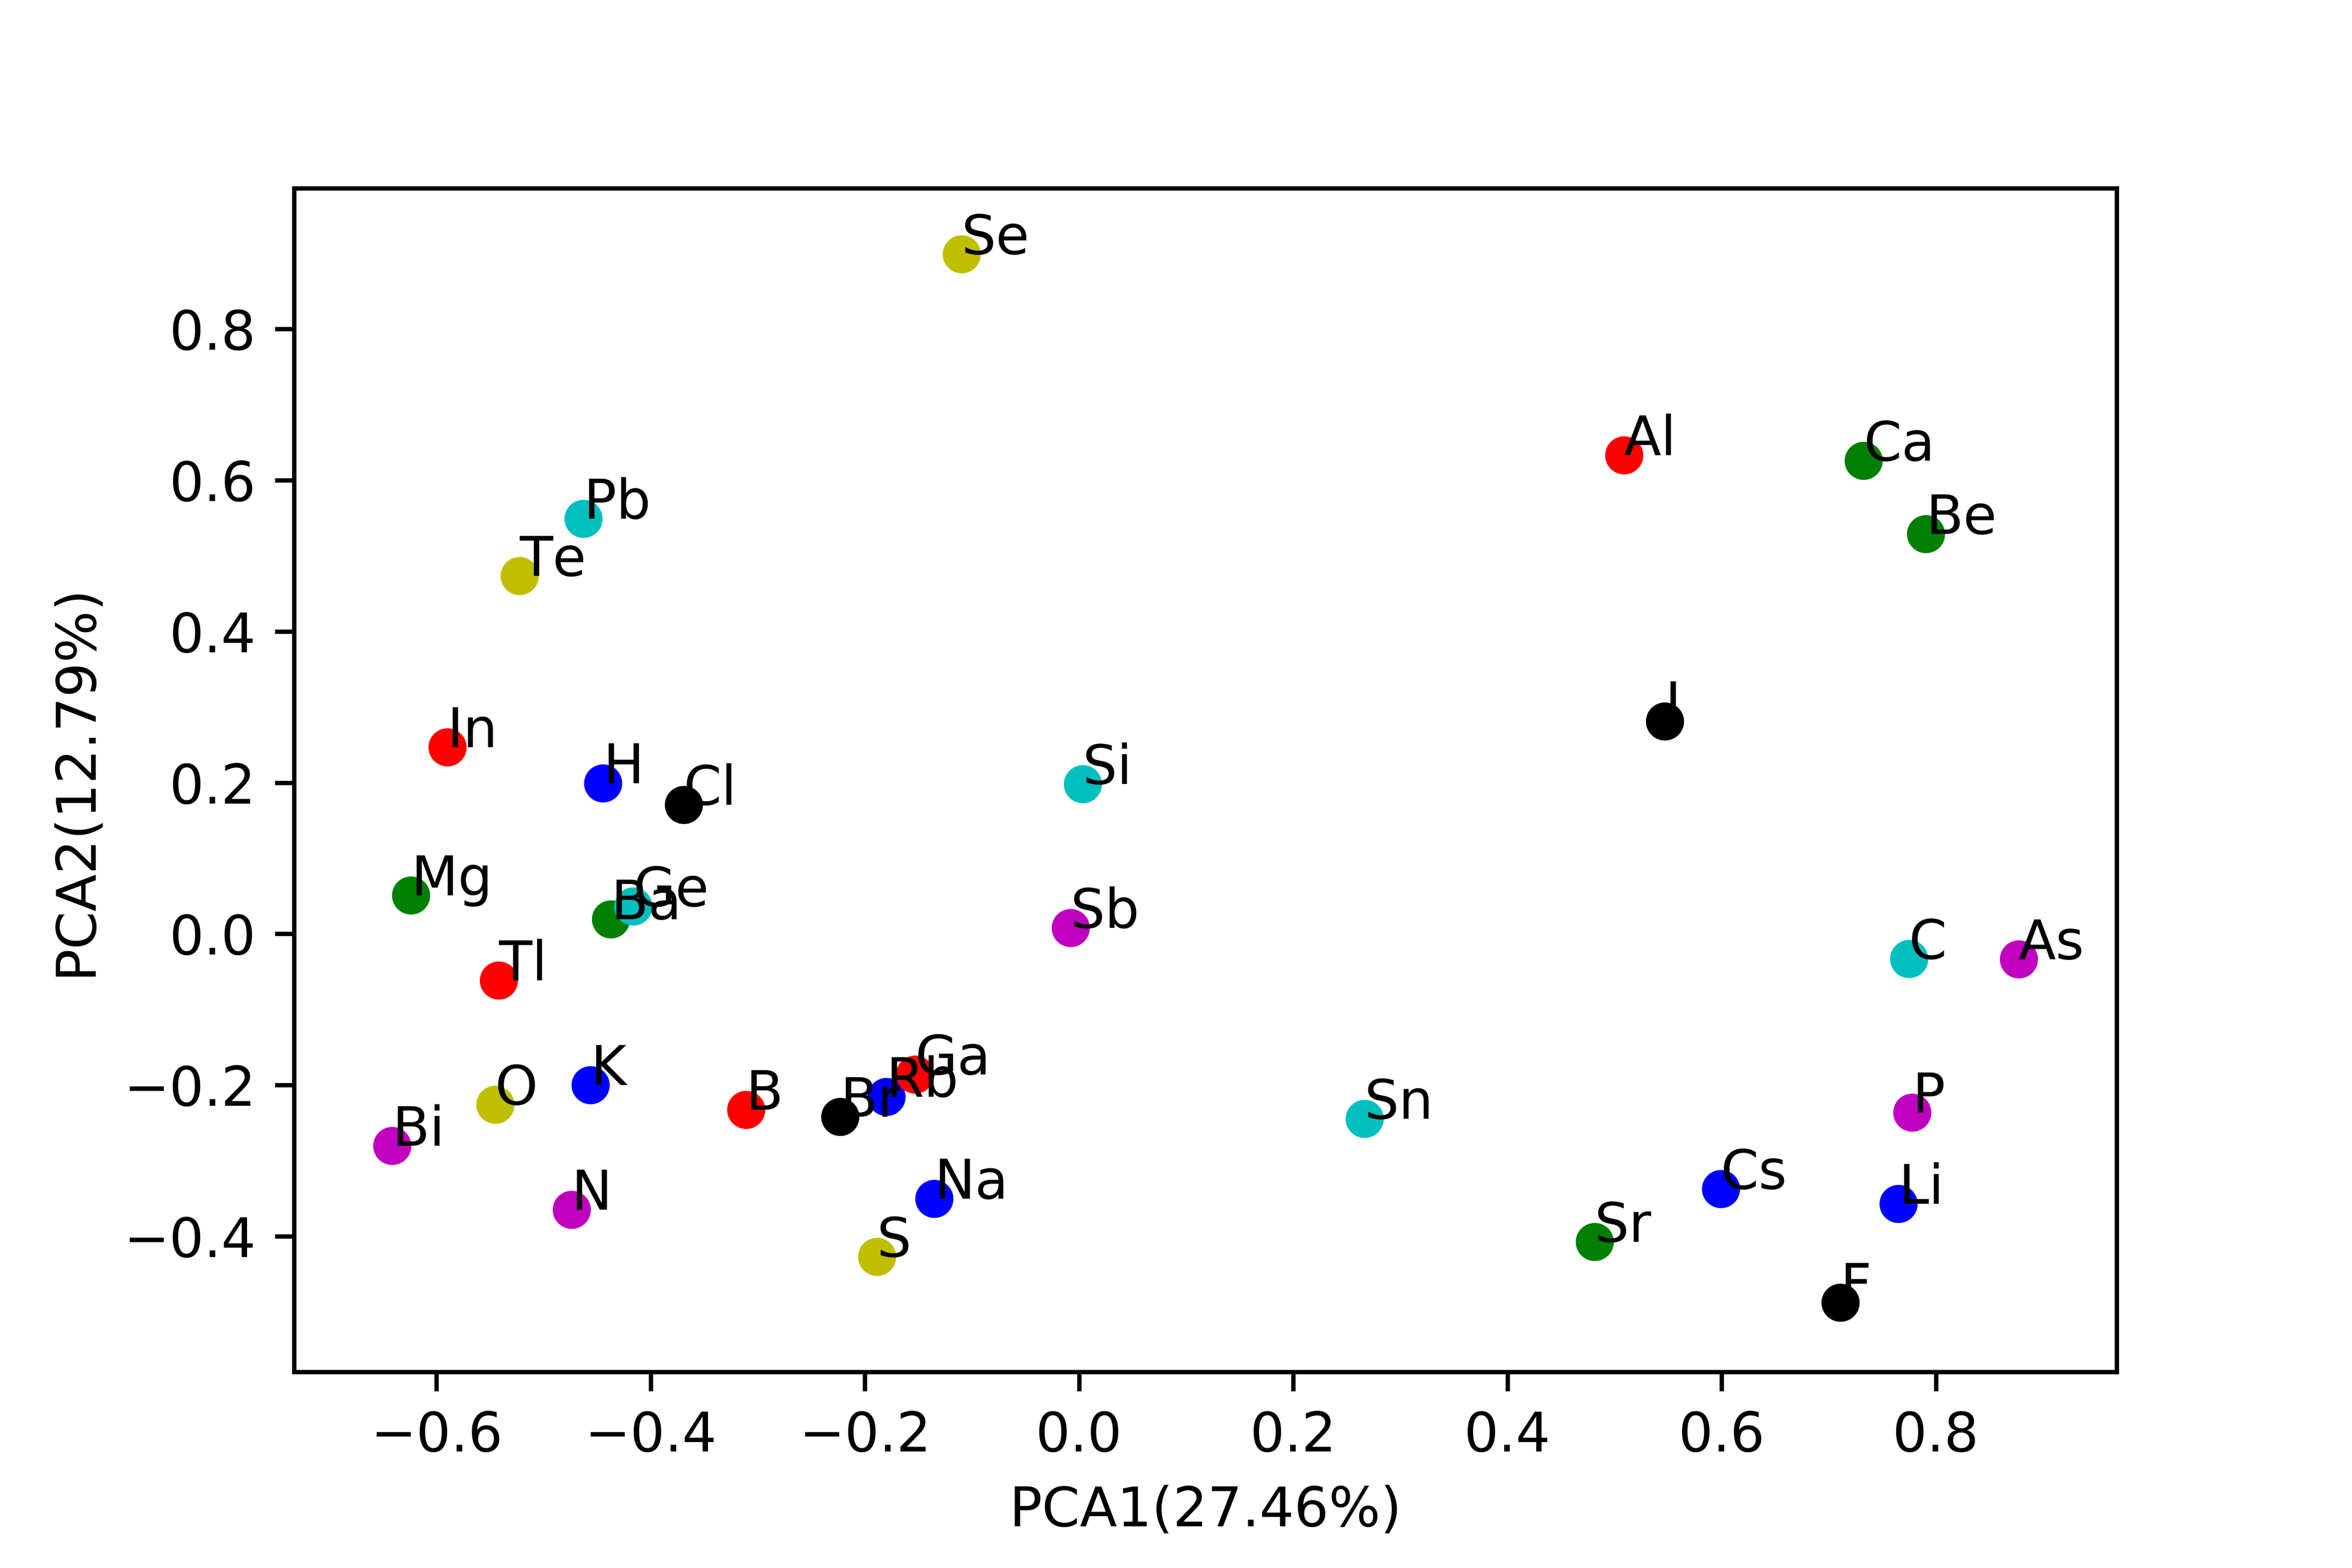 Se
0.8
Al
Ca
0.6
Pb
Be
Te
0.4
I
In
H
Si
0.2
Cl
Mg
Ge
Ba
Sb
0.0
C
As
Tl
Ga
K
Rb
−0.2
O
B
Br
P
Sn
Bi
Cs
Na
Li
N
Sr
−0.4
S
F
PCA2(12.79%)
−0.6
−0.4
−0.2
0.0
0.2
0.4
0.6
0.8
PCA1(27.46%)